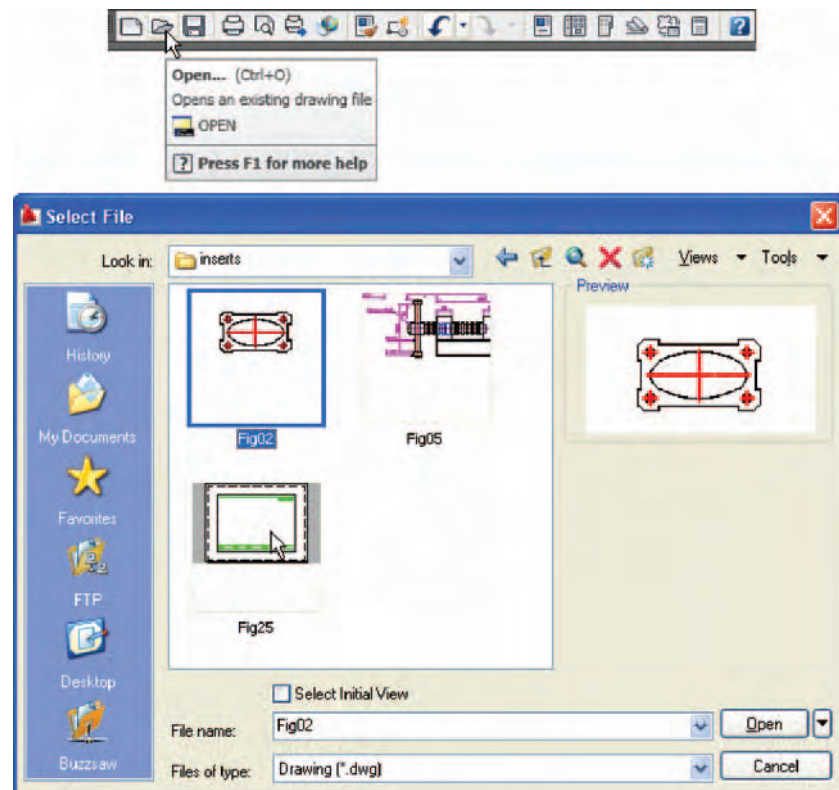 Open... (Ctrl+O)
Opens an existing drawing file
OPEN
? Press F1 for more help
Select File
Look in: inserts Views Tools
Preview
History
My Documents
Favorites
FTP
Desktop
Buzzsaw
Fig02 Fig05
Fig25
Select Initial View
File name: Fig02 Open
Files of type: Drawing (*.dwg) Cancel